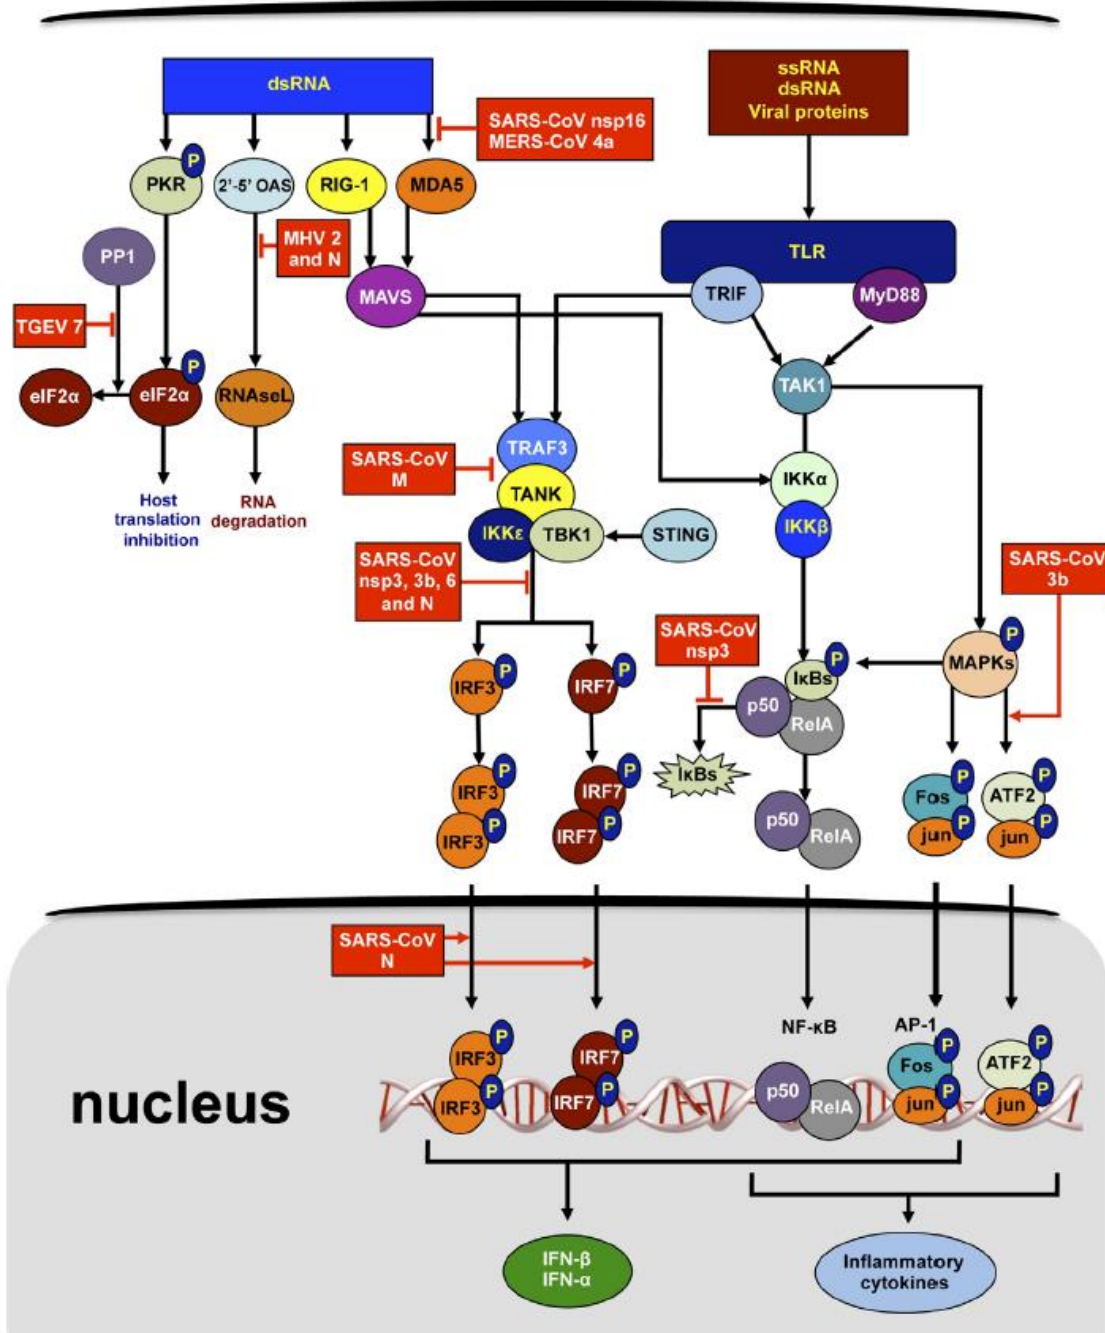 dsRNA
ssRNA
dsRNA
Viral proteins
SARS-CoV nsp16
MERS-CoV 4a
PKR
P
2'-5' OAS
RIG-1
MDA5
PP1
MHV 2
and N
TLR
MAVS
TRIF
MyD88
TGEV 7
eIF2α
eIF2α
P
RNAseL
TAK1
SARS-CoV
M
TRAF3
TANK
IKKε
TBK1
STING
IKKα
IKKβ
Host
translation
inhibition
RNA
degradation
SARS-CoV
nsp3, 3b, 6
and N
SARS-CoV
3b
SARS-CoV
nsp3
IRF3
P
IRF7
P
IκBs
P
p50
RelA
MAPKs
P
IκBs
IRF3
P
IRF3
P
IRF7
P
IRF7
P
p50
RelA
Fos
P
jun
P
ATF2
P
jun
P
SARS-CoV
N
NF-κB
AP-1
nucleus
IRF3
P
IRF3
P
IRF7
P
IRF7
P
p50
RelA
Fos
P
jun
P
ATF2
P
jun
P
IFN-β
IFN-α
Inflammatory
cytokines